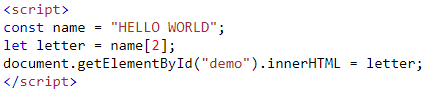 <script>
const name = "HELLO WORLD";
let letter = name[2];
document.getElementById("demo").innerHTML = letter;
</script>